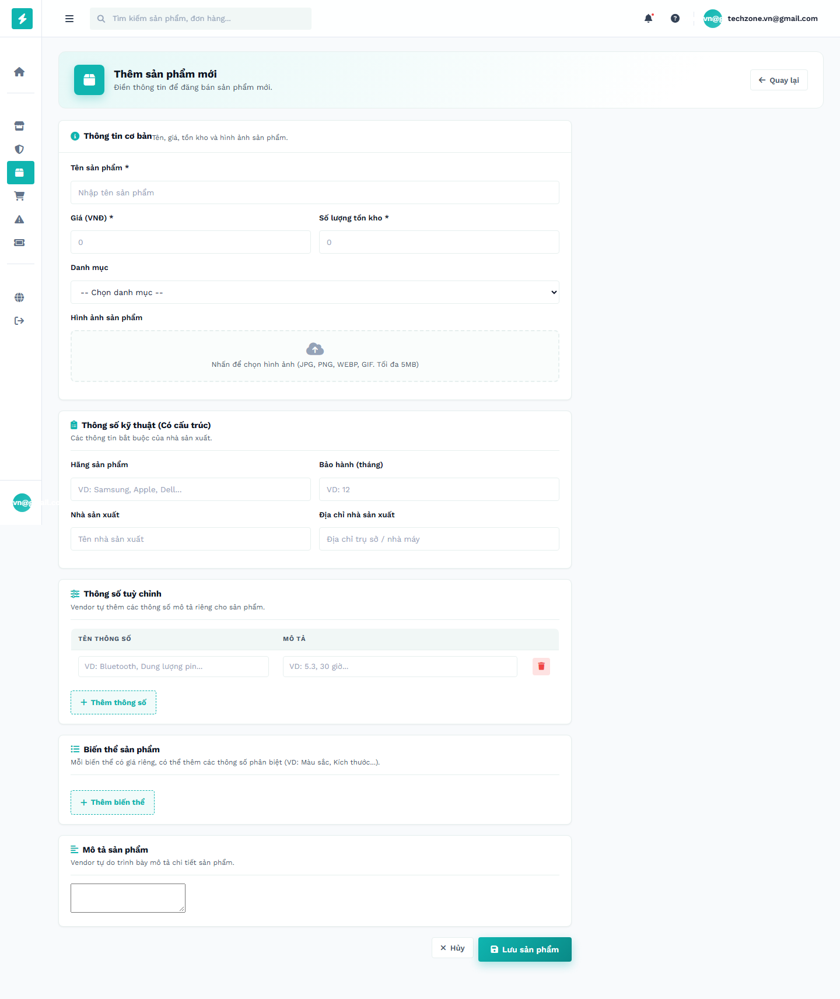 Tìm kiếm sản phẩm, đơn hàng...
techzone.vn@gmail.com
Thêm sản phẩm mới
Điền thông tin để đăng bán sản phẩm mới.
Quay lại
Thông tin cơ bản
Tên, giá, tồn kho và hình ảnh sản phẩm.
Tên sản phẩm *
Nhập tên sản phẩm
Giá (VNĐ) *
Số lượng tồn kho *
0
0
Danh mục
-- Chọn danh mục --
Hình ảnh sản phẩm
Nhấn để chọn hình ảnh (JPG, PNG, WEBP, GIF. Tối đa 5MB)
Thông số kỹ thuật (Có cấu trúc)
Các thông tin bắt buộc của nhà sản xuất.
Hãng sản phẩm
Bảo hành (tháng)
VD: Samsung, Apple, Dell...
VD: 12
Nhà sản xuất
Địa chỉ nhà sản xuất
Tên nhà sản xuất
Địa chỉ trụ sở / nhà máy
Thông số tuỳ chỉnh
Vendor tự thêm các thông số mô tả riêng cho sản phẩm.
TÊN THÔNG SỐ
MÔ TẢ
VD: Bluetooth, Dung lượng pin...
VD: 5.3, 30 giờ...
Thêm thông số
Biến thể sản phẩm
Mỗi biến thể có giá riêng, có thể thêm các thông số phân biệt (VD: Màu sắc, Kích thước...).
Thêm biến thể
Mô tả sản phẩm
Vendor tự do trình bày mô tả chi tiết sản phẩm.
Hủy
Lưu sản phẩm